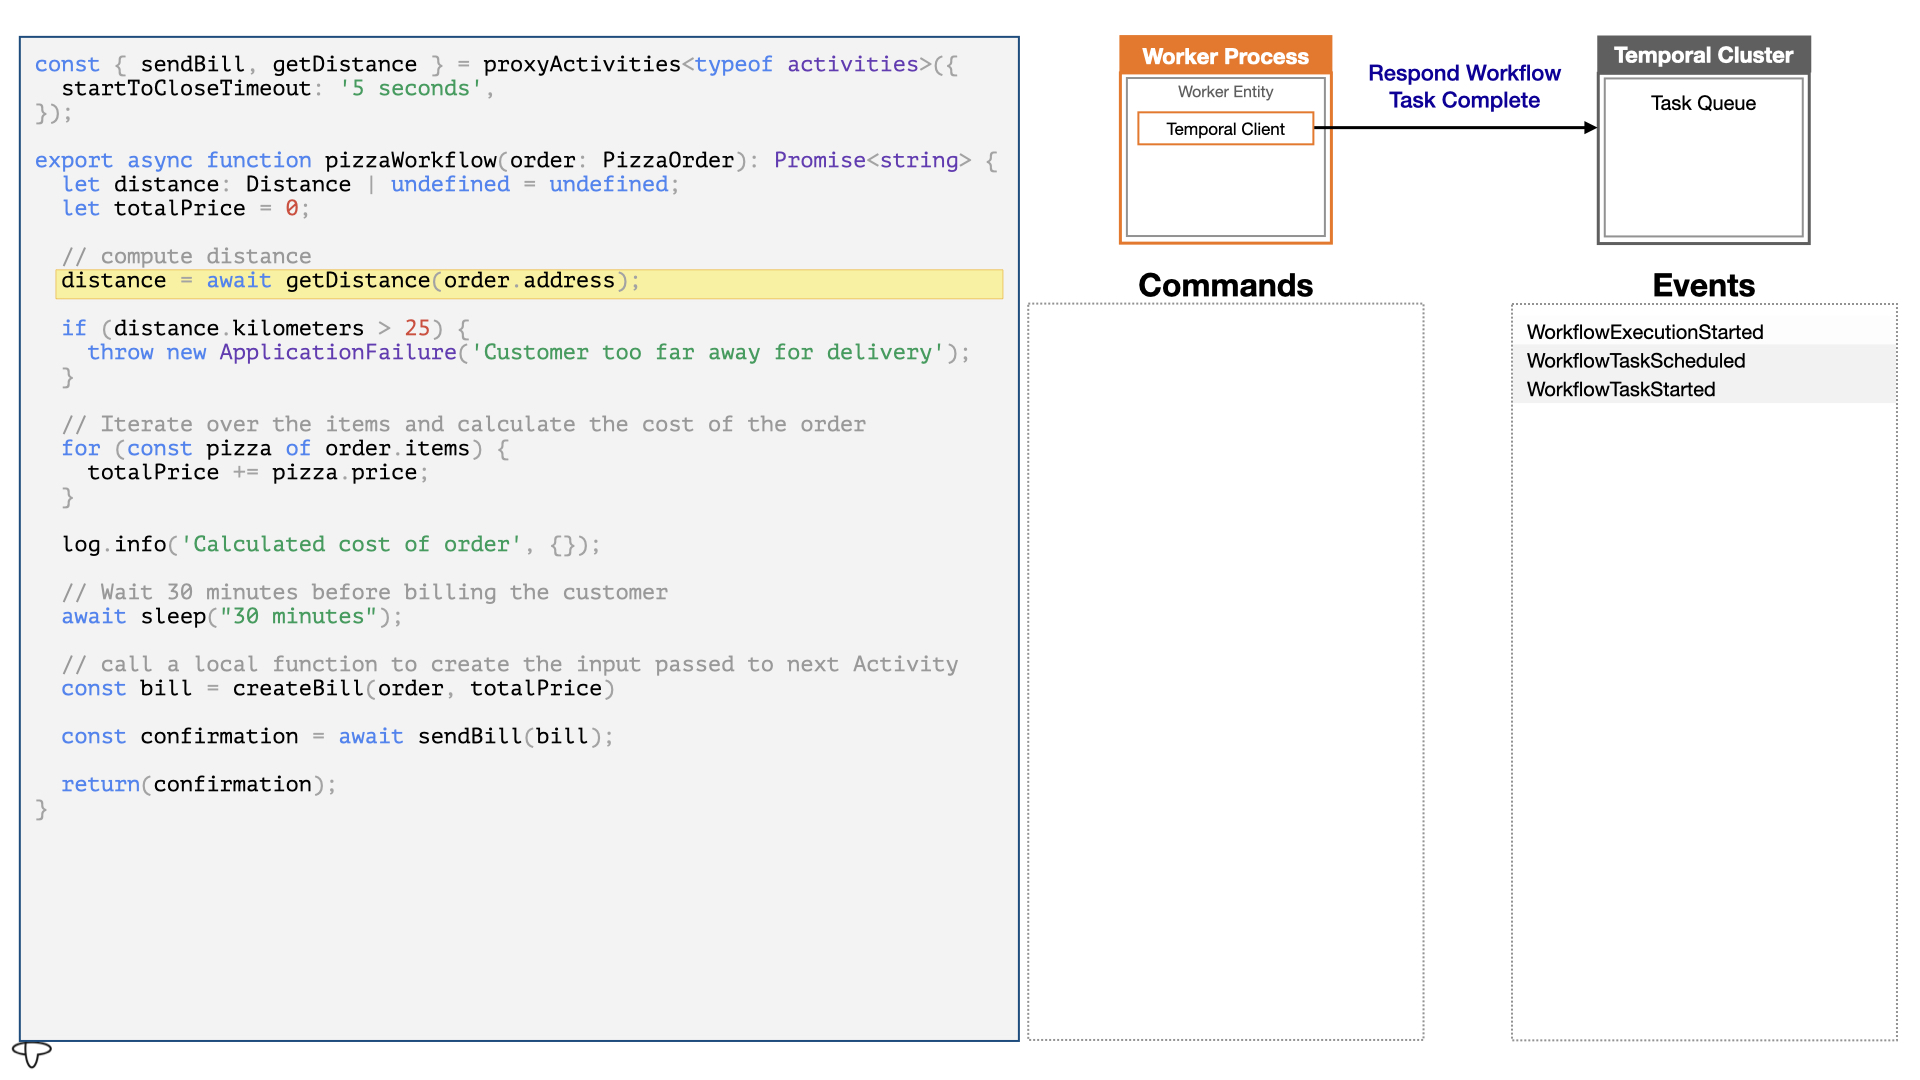 const { sendBill, getDistance } = proxyActivities<typeof activities>({
  startToCloseTimeout: '5 seconds',
});

export async function pizzaWorkflow(order: PizzaOrder): Promise<string> {
  let distance: Distance | undefined = undefined;
  let totalPrice = 0;

  // compute distance
  distance = await getDistance(order.address);

  if (distance.kilometers > 25) {
    throw new ApplicationFailure('Customer too far away for delivery');
  }

  // Iterate over the items and calculate the cost of the order
  for (const pizza of order.items) {
    totalPrice += pizza.price;
  }

  log.info('Calculated cost of order', {});

  // Wait 30 minutes before billing the customer
  await sleep("30 minutes");

  // call a local function to create the input passed to next Activity
  const bill = createBill(order, totalPrice)

  const confirmation = await sendBill(bill);

  return(confirmation);
}
Worker Process
Worker Entity
Temporal Client
Respond Workflow
Task Complete
Temporal Cluster
Task Queue
Commands
Events
WorkflowExecutionStarted
WorkflowTaskScheduled
WorkflowTaskStarted